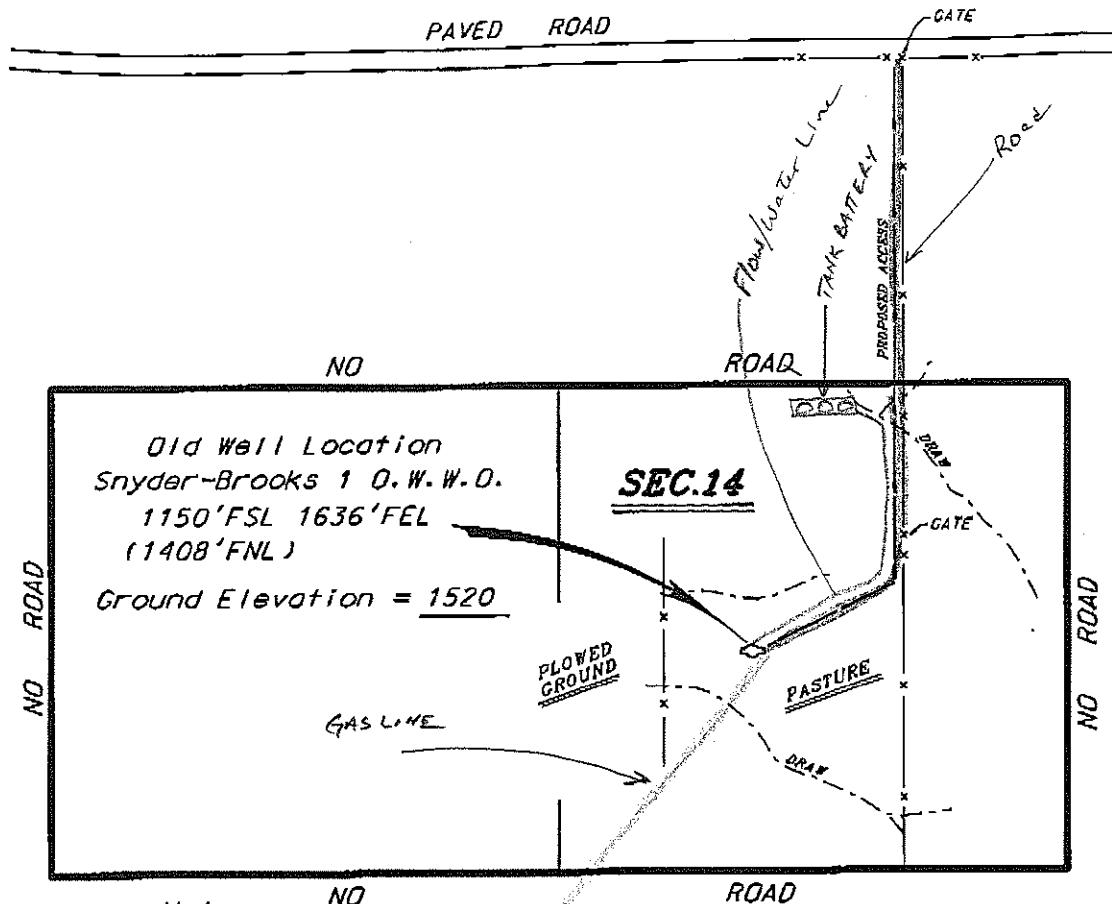 PAVED ROAD
GATE
Flow/Water Line
TANK BATTERY
PROPOSED ACCESS
Road
NO ROAD
Old Well Location
Snyder-Brooks 1 O.W.W.O.
1150'FSL 1636'FEL
(1408'FNL)
Ground Elevation = 1520
SEC.14
DRAW
GATE
NO ROAD
NO ROAD
PLOWED
GROUND
PASTURE
GAS LINE
DRAW
NO ROAD